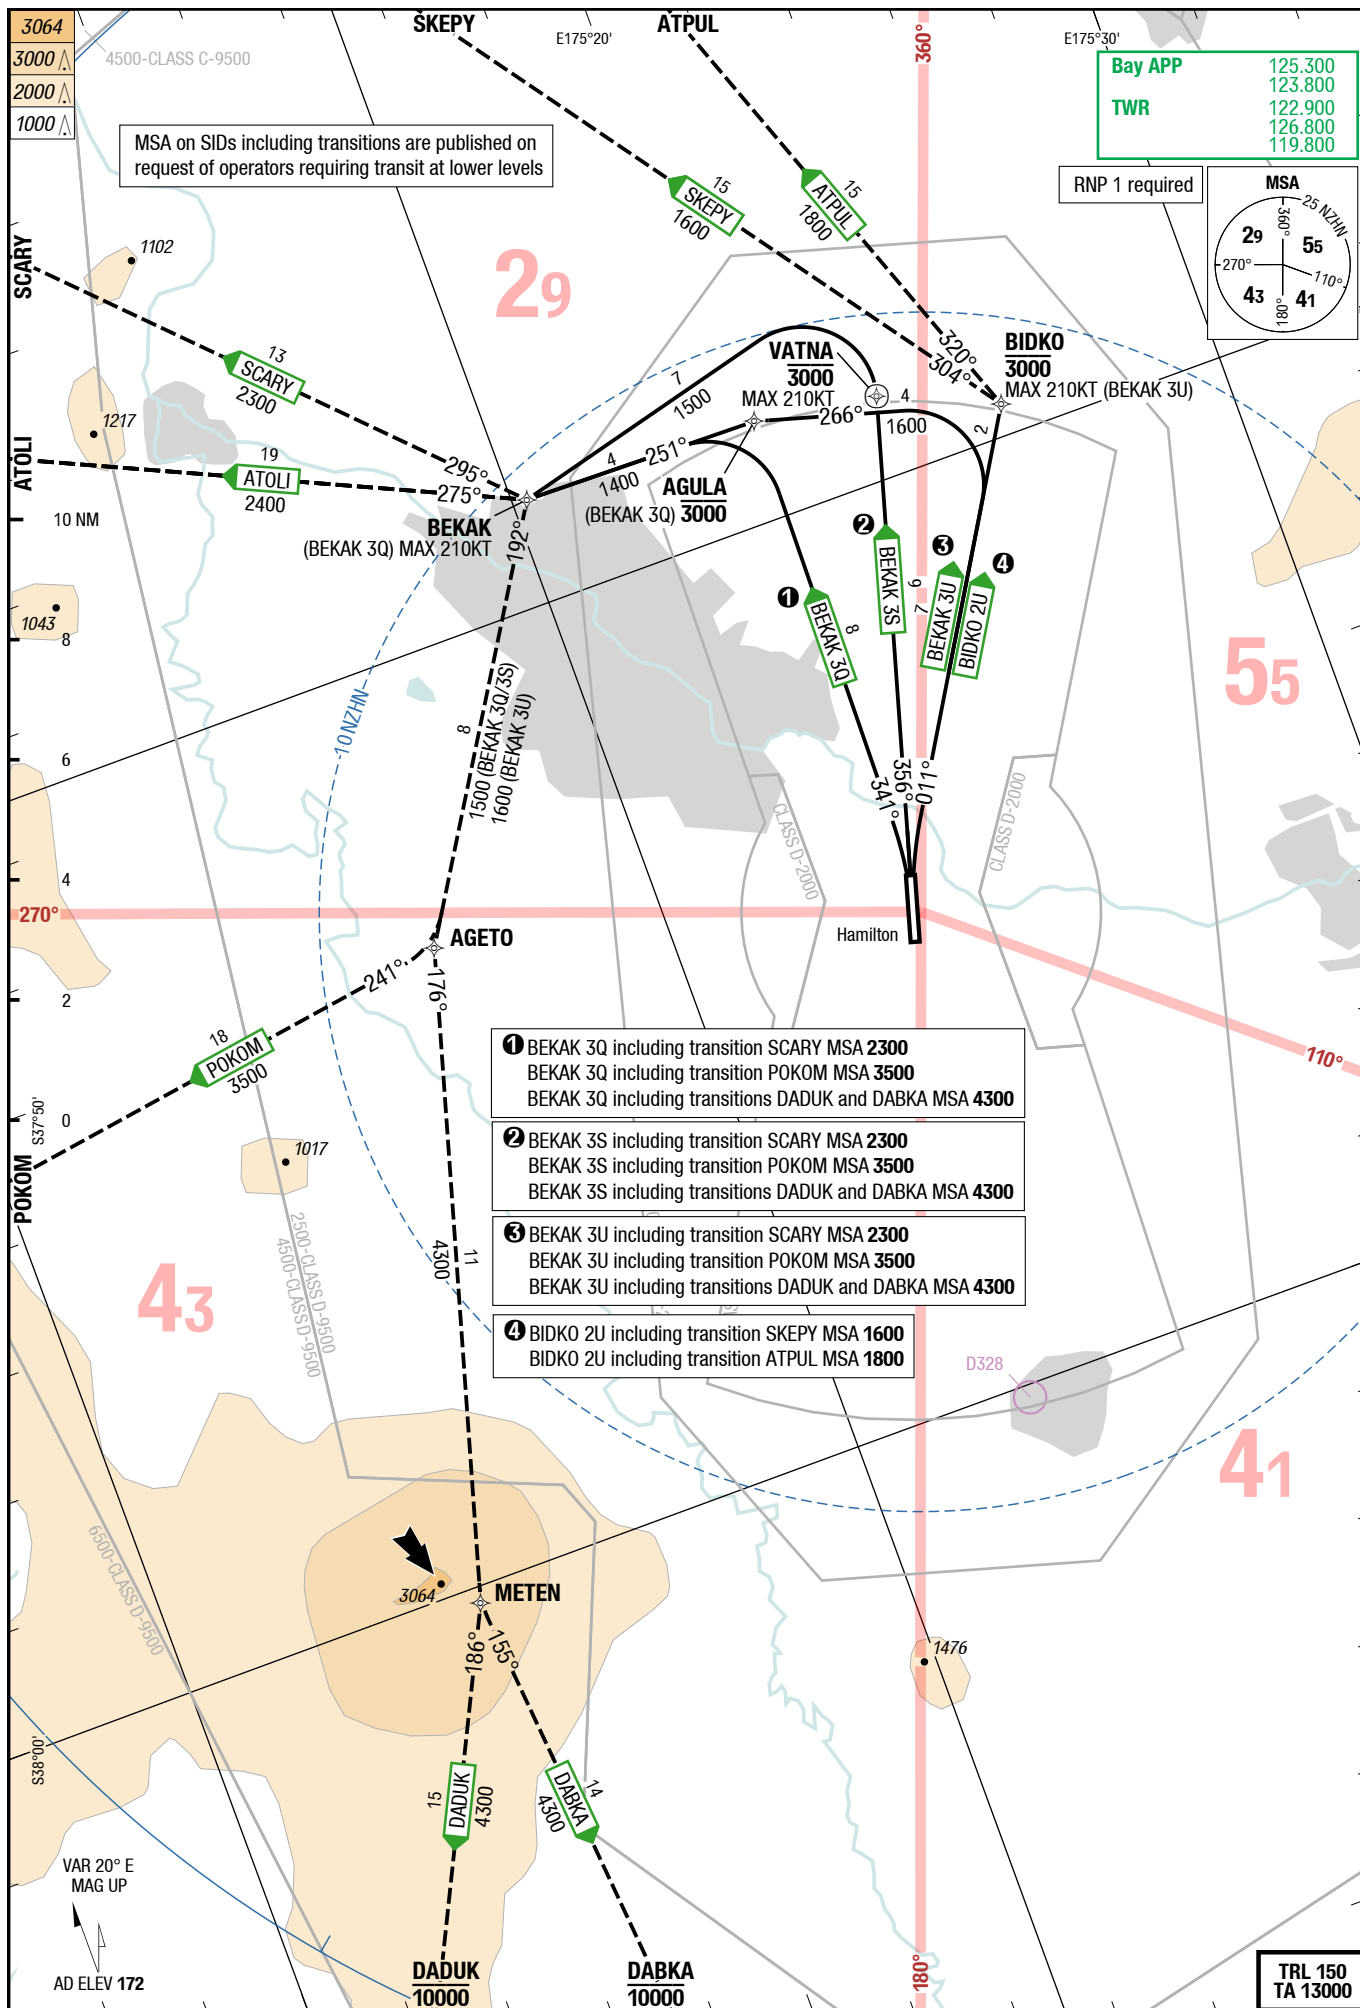 3064
3000
2000
1000
4500-CLASS C-9500
SKEPY
ATPUL
E175°20'
360°
E175°30'
Bay APP 125.300
123.800
TWR 122.900
126.800
119.800
MSA on SIDs including transitions are published on
request of operators requiring transit at lower levels
RNP 1 required
MSA
25 NZHN
360°
29
55
270°
110°
43
41
180°
15
SKEPY
1600
15
ATPUL
1800
SCARY
1102
29
13
SCARY
2300
VATNA
3000
MAX 210KT
320°
304°
BIDKO
3000
MAX 210KT (BEKAK 3U)
7
1500
4
1600
2
266°
1217
ATOLI
19
ATOLI
2400
295°
275°
4
251°
1400
AGULA
(BEKAK 3Q) 3000
10 NM
BEKAK
(BEKAK 3Q) MAX 210KT
192°
2
BEKAK 3S
9
7
3
BEKAK 3U
4
BIDKO 2U
1
BEKAK 3Q
8
1043
8
55
10 NZHN
8
1500 (BEKAK 3Q/3S)
1600 (BEKAK 3U)
6
341°
356°
011°
CLASS D-2000
CLASS D-2000
4
270°
Hamilton
AGETO
241°
176°
2
18
POKOM
3500
110°
1 BEKAK 3Q including transition SCARY MSA 2300
BEKAK 3Q including transition POKOM MSA 3500
BEKAK 3Q including transitions DADUK and DABKA MSA 4300
S37°50'
0
2 BEKAK 3S including transition SCARY MSA 2300
BEKAK 3S including transition POKOM MSA 3500
BEKAK 3S including transitions DADUK and DABKA MSA 4300
1017
POKOM
3 BEKAK 3U including transition SCARY MSA 2300
BEKAK 3U including transition POKOM MSA 3500
BEKAK 3U including transitions DADUK and DABKA MSA 4300
2500-CLASS D-9500
4500-CLASS D-9500
4300
11
43
4 BIDKO 2U including transition SKEPY MSA 1600
BIDKO 2U including transition ATPUL MSA 1800
D328
41
6500-CLASS D-9500
3064
METEN
186°
155°
1476
S38°00'
15
DADUK
4300
14
DABKA
4300
VAR 20° E
MAG UP
AD ELEV 172
DADUK
10000
DABKA
10000
180°
TRL 150
TA 13000